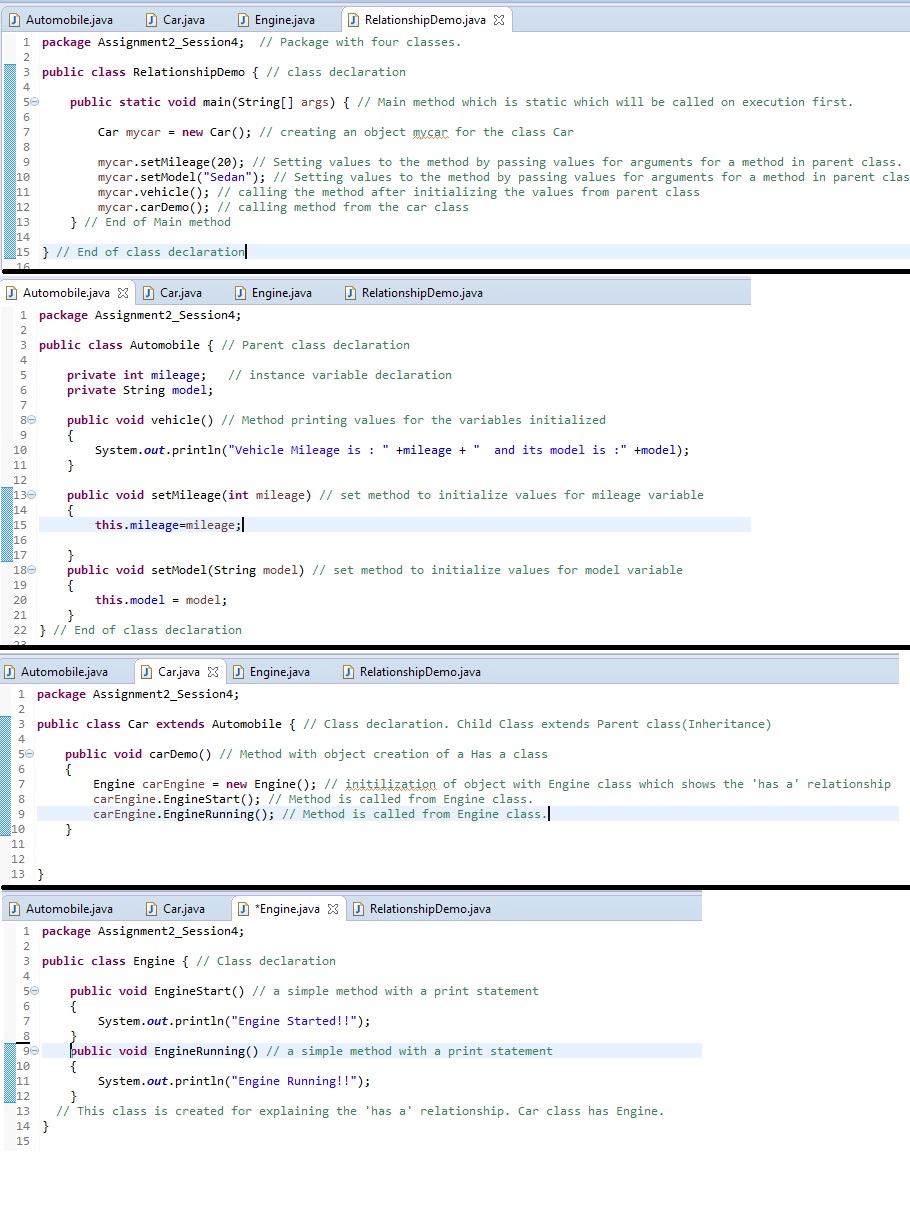 Automobile.java Car.java Engine.java RelationshipDemo.java
1 package Assignment2_Session4;  // Package with four classes.
2
3 public class RelationshipDemo { // class declaration
4
5     public static void main(String[] args) { // Main method which is static which will be called on execution first.
6
7         Car mycar = new Car(); // creating an object mycar for the class Car
8
9         mycar.setMileage(20); // Setting values to the method by passing values for arguments for a method in parent class.
10         mycar.setModel("Sedan"); // Setting values to the method by passing values for arguments for a method in parent clas
11         mycar.vehicle(); // calling the method after initializing the values from parent class
12         mycar.carDemo(); // calling method from the car class
13     } // End of Main method
14
15 } // End of class declaration
16
Automobile.java Car.java Engine.java RelationshipDemo.java
1 package Assignment2_Session4;
2
3 public class Automobile { // Parent class declaration
4
5     private int mileage;   // instance variable declaration
6     private String model;
7
8     public void vehicle() // Method printing values for the variables initialized
9     {
10         System.out.println("Vehicle Mileage is : " +mileage + "  and its model is :" +model);
11     }
12
13     public void setMileage(int mileage) // set method to initialize values for mileage variable
14     {
15         this.mileage=mileage;
16
17     }
18     public void setModel(String model) // set method to initialize values for model variable
19     {
20         this.model = model;
21     }
22 } // End of class declaration
23
Automobile.java Car.java Engine.java RelationshipDemo.java
1 package Assignment2_Session4;
2
3 public class Car extends Automobile { // Class declaration. Child Class extends Parent class(Inheritance)
4
5     public void carDemo() // Method with object creation of a Has a class
6     {
7         Engine carEngine = new Engine(); // initilization of object with Engine class which shows the 'has a' relationship
8         carEngine.EngineStart(); // Method is called from Engine class.
9         carEngine.EngineRunning(); // Method is called from Engine class.
10     }
11
12
13 }
Automobile.java Car.java *Engine.java RelationshipDemo.java
1 package Assignment2_Session4;
2
3 public class Engine { // Class declaration
4
5     public void EngineStart() // a simple method with a print statement
6     {
7         System.out.println("Engine Started!!");
8     }
9     public void EngineRunning() // a simple method with a print statement
10     {
11         System.out.println("Engine Running!!");
12     }
13   // This class is created for explaining the 'has a' relationship. Car class has Engine.
14 }
15